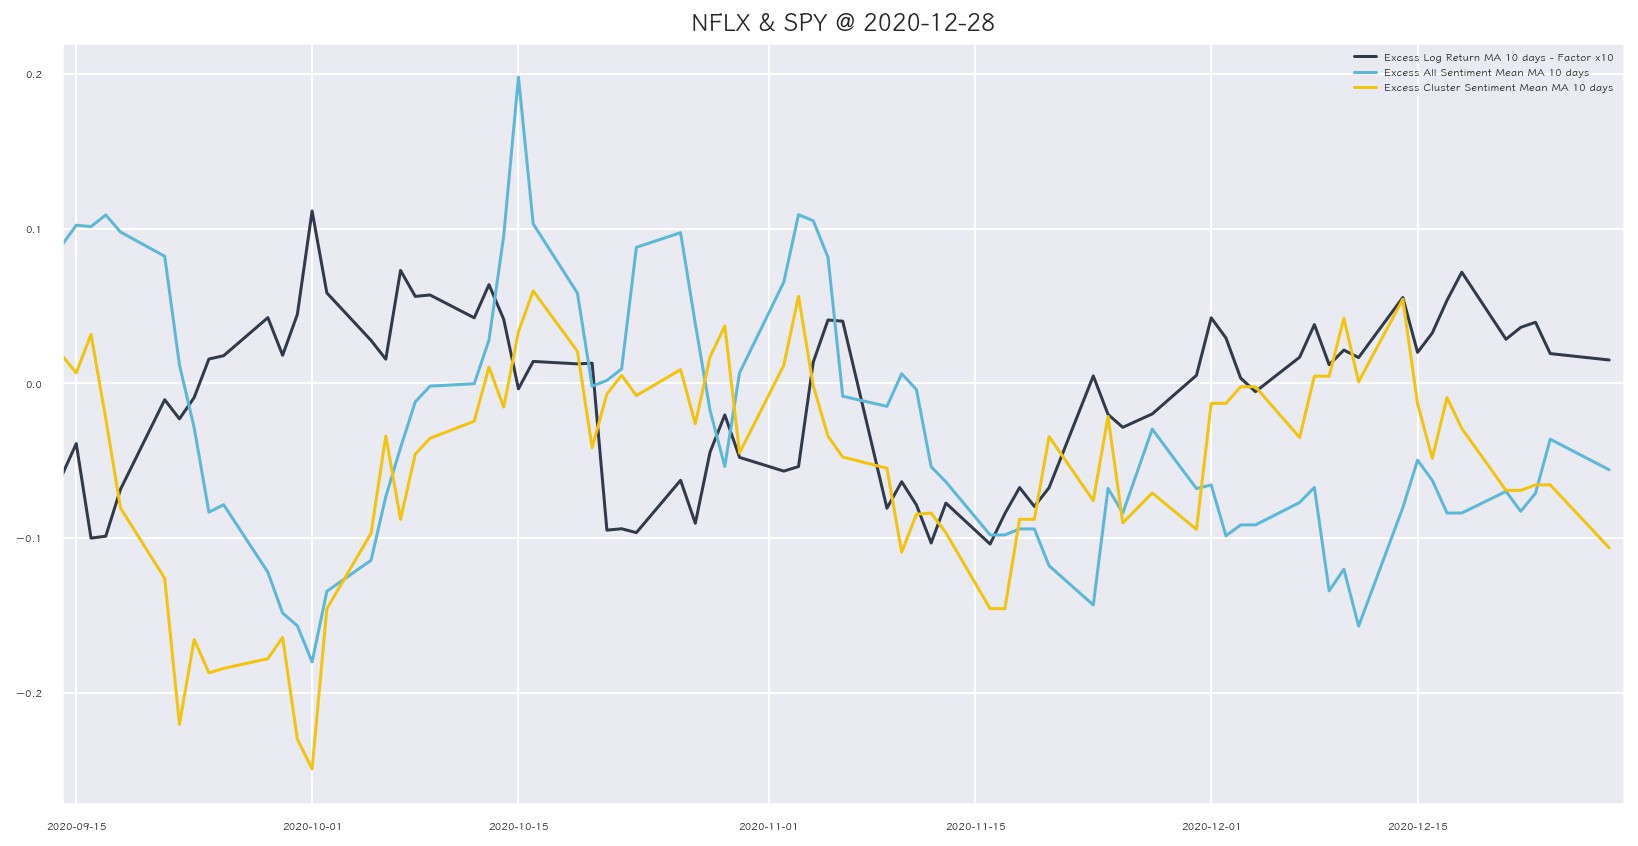 NFLX & SPY @ 2020-12-28
Excess Log Return MA 10 days - Factor x10
Excess All Sentiment Mean MA 10 days
Excess Cluster Sentiment Mean MA 10 days
0.2
0.1
0.0
−0.1
−0.2
2020-09-15 2020-10-01 2020-10-15 2020-11-01 2020-11-15 2020-12-01 2020-12-15